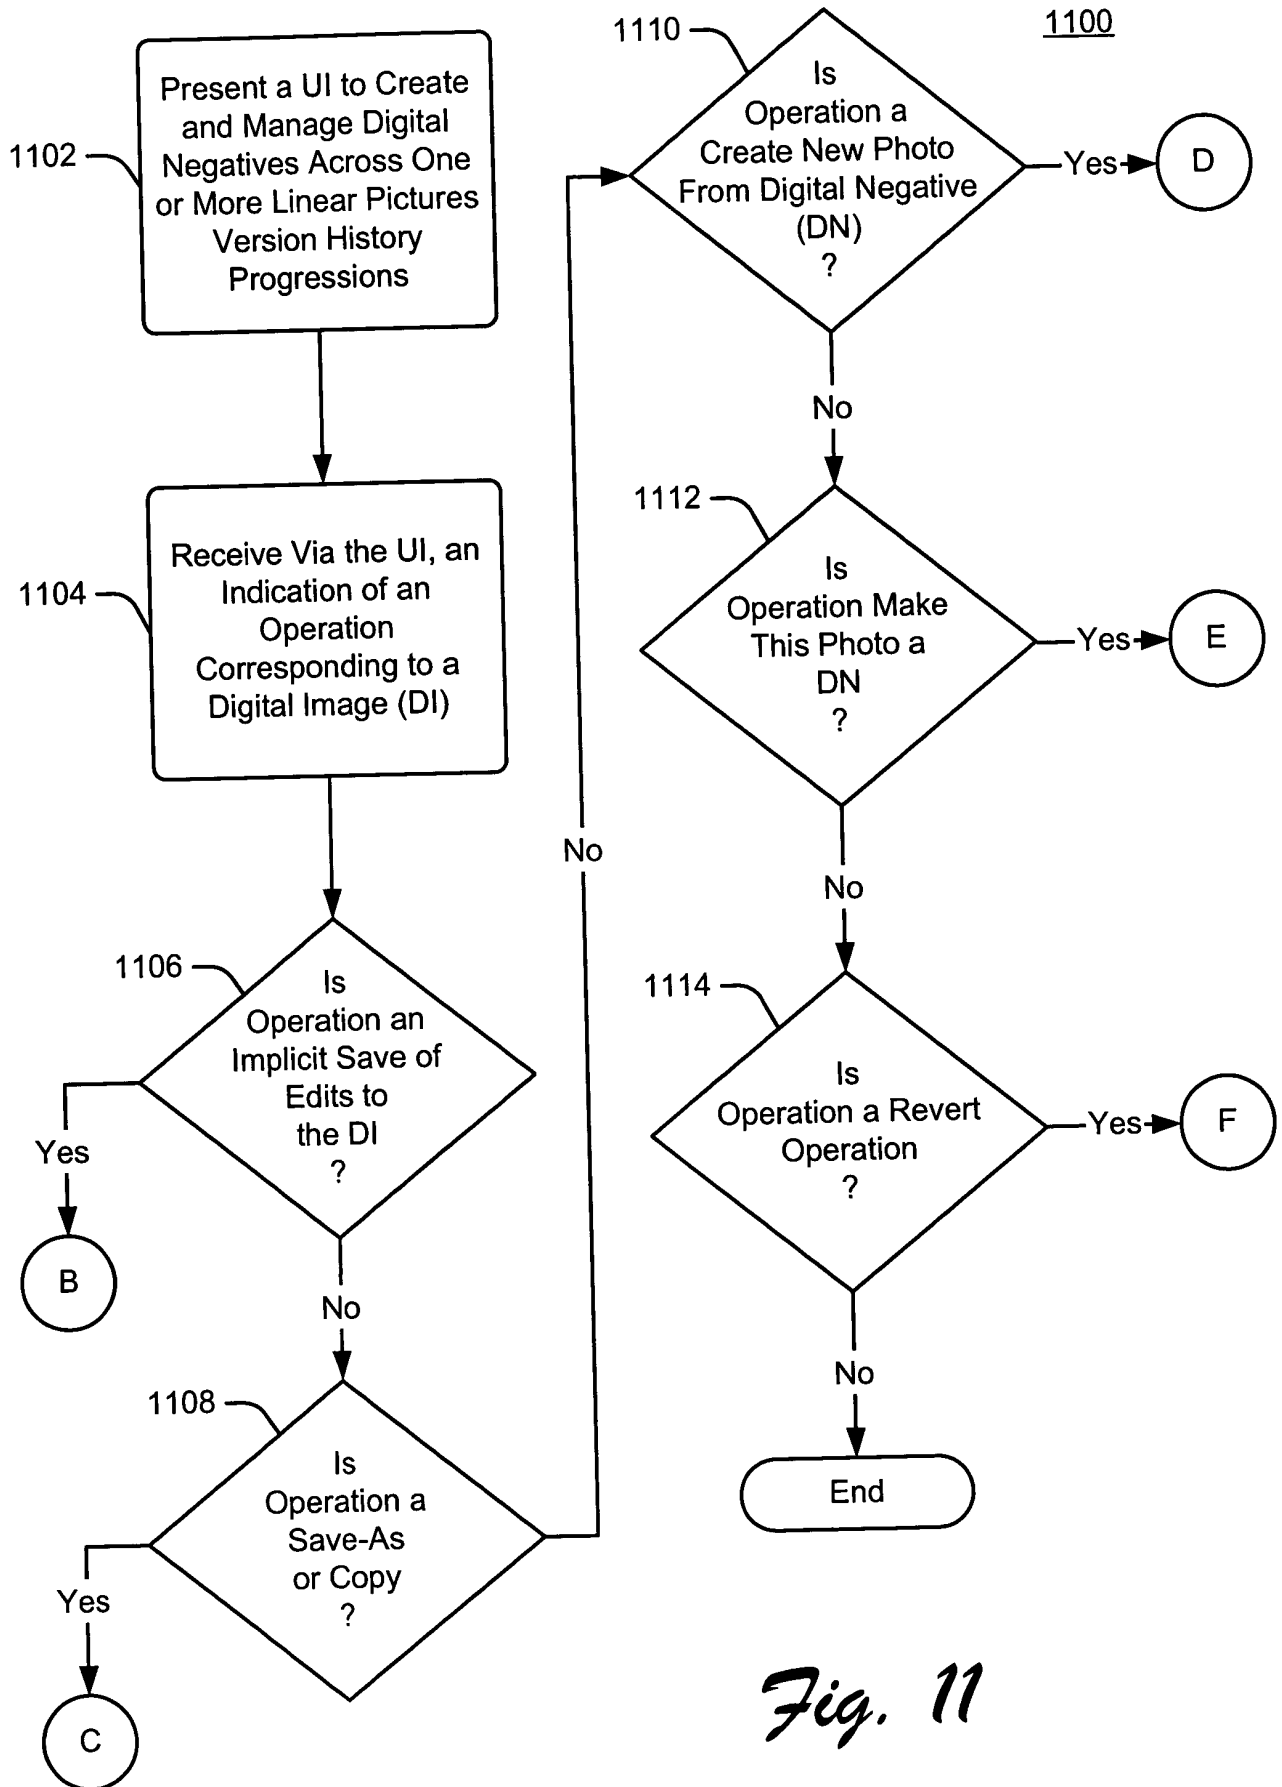 1100
1102
Present a UI to Create
and Manage Digital
Negatives Across One
or More Linear Pictures
Version History
Progressions
1104
Receive Via the UI, an
Indication of an
Operation
Corresponding to a
Digital Image (DI)
1106
Is
Operation an
Implicit Save of
Edits to
the DI
?
Yes
B
No
1108
Is
Operation a
Save-As
or Copy
?
Yes
C
No
1110
Is
Operation a
Create New Photo
From Digital Negative
(DN)
?
Yes
D
No
1112
Is
Operation Make
This Photo a
DN
?
Yes
E
No
1114
Is
Operation a Revert
Operation
?
Yes
F
No
End
Fig. 11